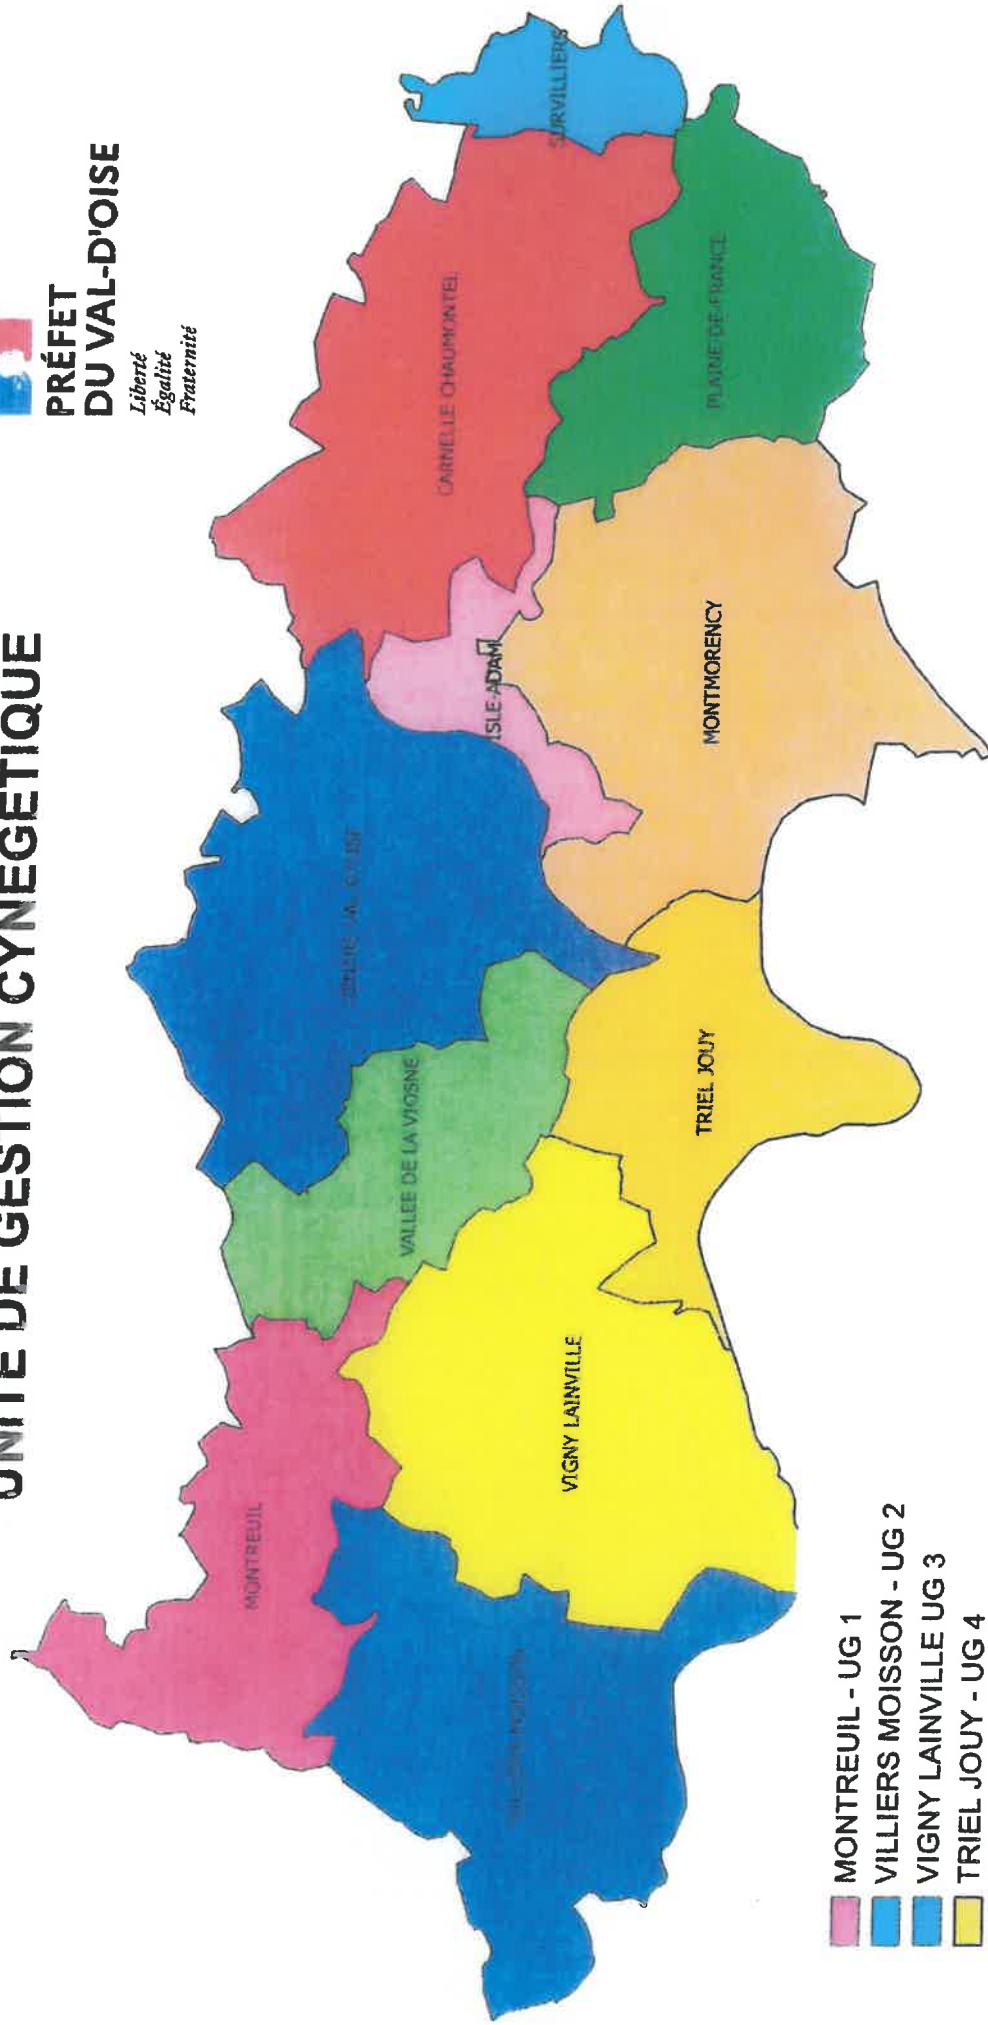 UNITE DE GESTION CYNEGETIQUE
PRÉFET
DU VAL-D'OISE
Liberté
Égalité
Fraternité
SURVILLIERS
CARNELLE CHAUMONTEL
PLAINE-DE-FRANCE
ISLE-ADAM
MONTMORENCY
VALLEE DE LA VIOSNE
TRIEL JOUY
MONTREUIL
VIGNY LAINVILLE
MONTREUIL - UG 1
VILLIERS MOISSON - UG 2
VIGNY LAINVILLE UG 3
TRIEL JOUY - UG 4